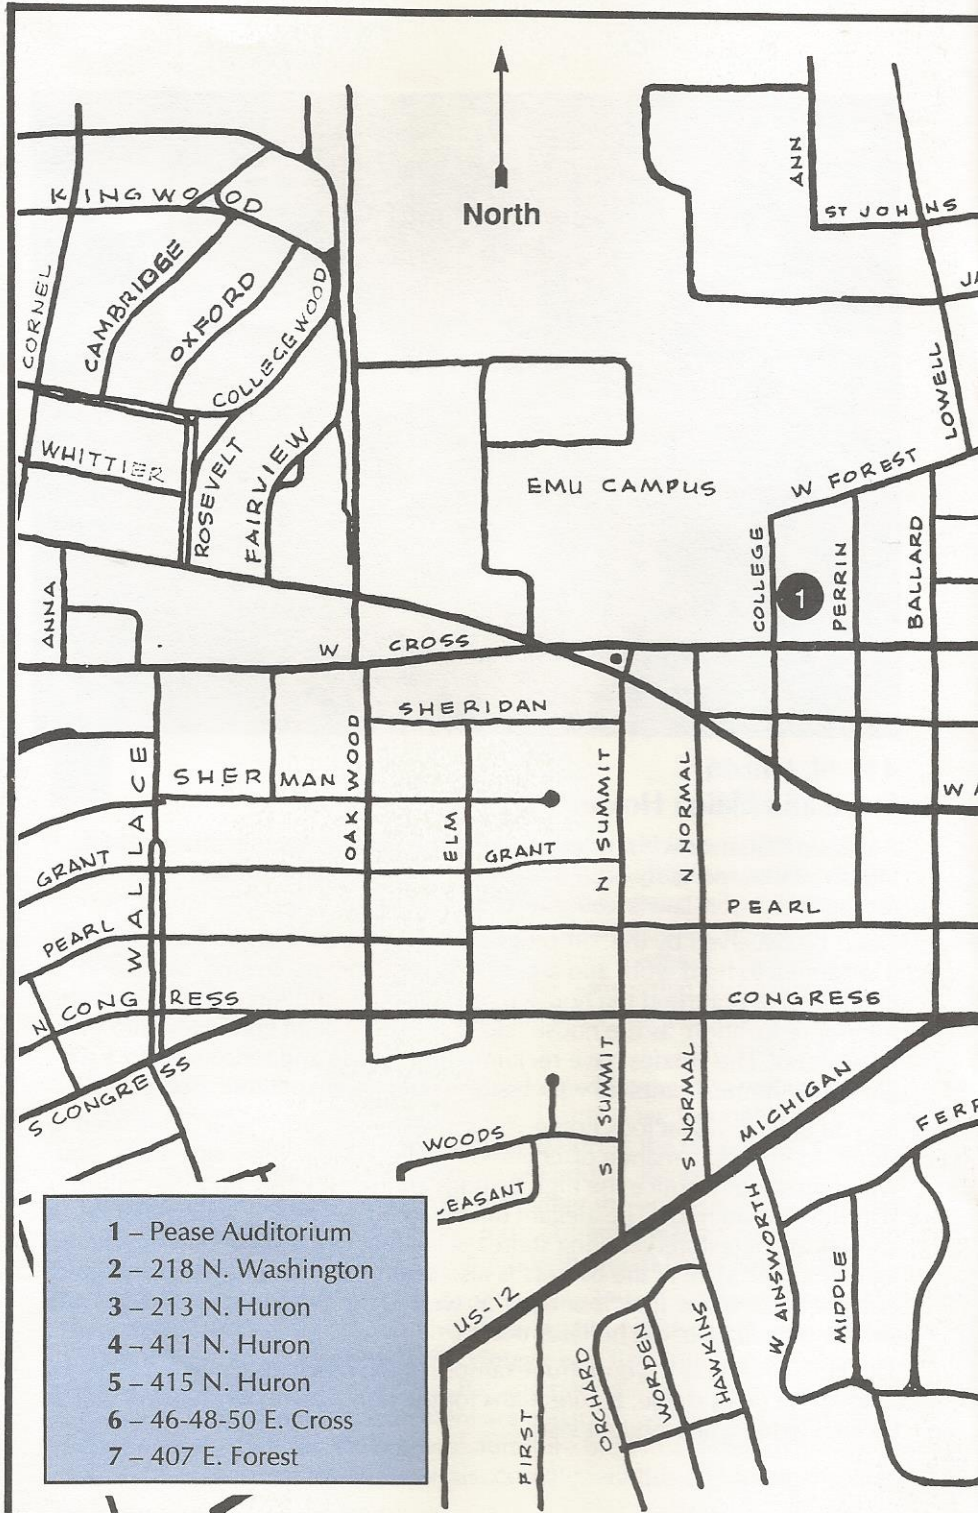 North
ANN
ST JOHNS
KINGWOOD
CORNEL
CAMBRIDGE
OXFORD
COLLEGEWOOD
LOWELL
WHITTIER
ROSEVELT
FAIRVIEW
EMU CAMPUS
W FOREST
COLLEGE
1
PERRIN
BALLARD
ANNA
W CROSS
SHERIDAN
WALLACE
SHERMAN
OAKWOOD
ELM
N SUMMIT
N NORMAL
GRANT
GRANT
PEARL
PEARL
N CONGRESS
CONGRESS
S CONGRESS
S SUMMIT
S NORMAL
MICHIGAN
WOODS
US-12
W AINSWORTH
MIDDLE
FIRST
ORCHARD
WORDEN
HAWKINS
1 – Pease Auditorium
2 – 218 N. Washington
3 – 213 N. Huron
4 – 411 N. Huron
5 – 415 N. Huron
6 – 46-48-50 E. Cross
7 – 407 E. Forest